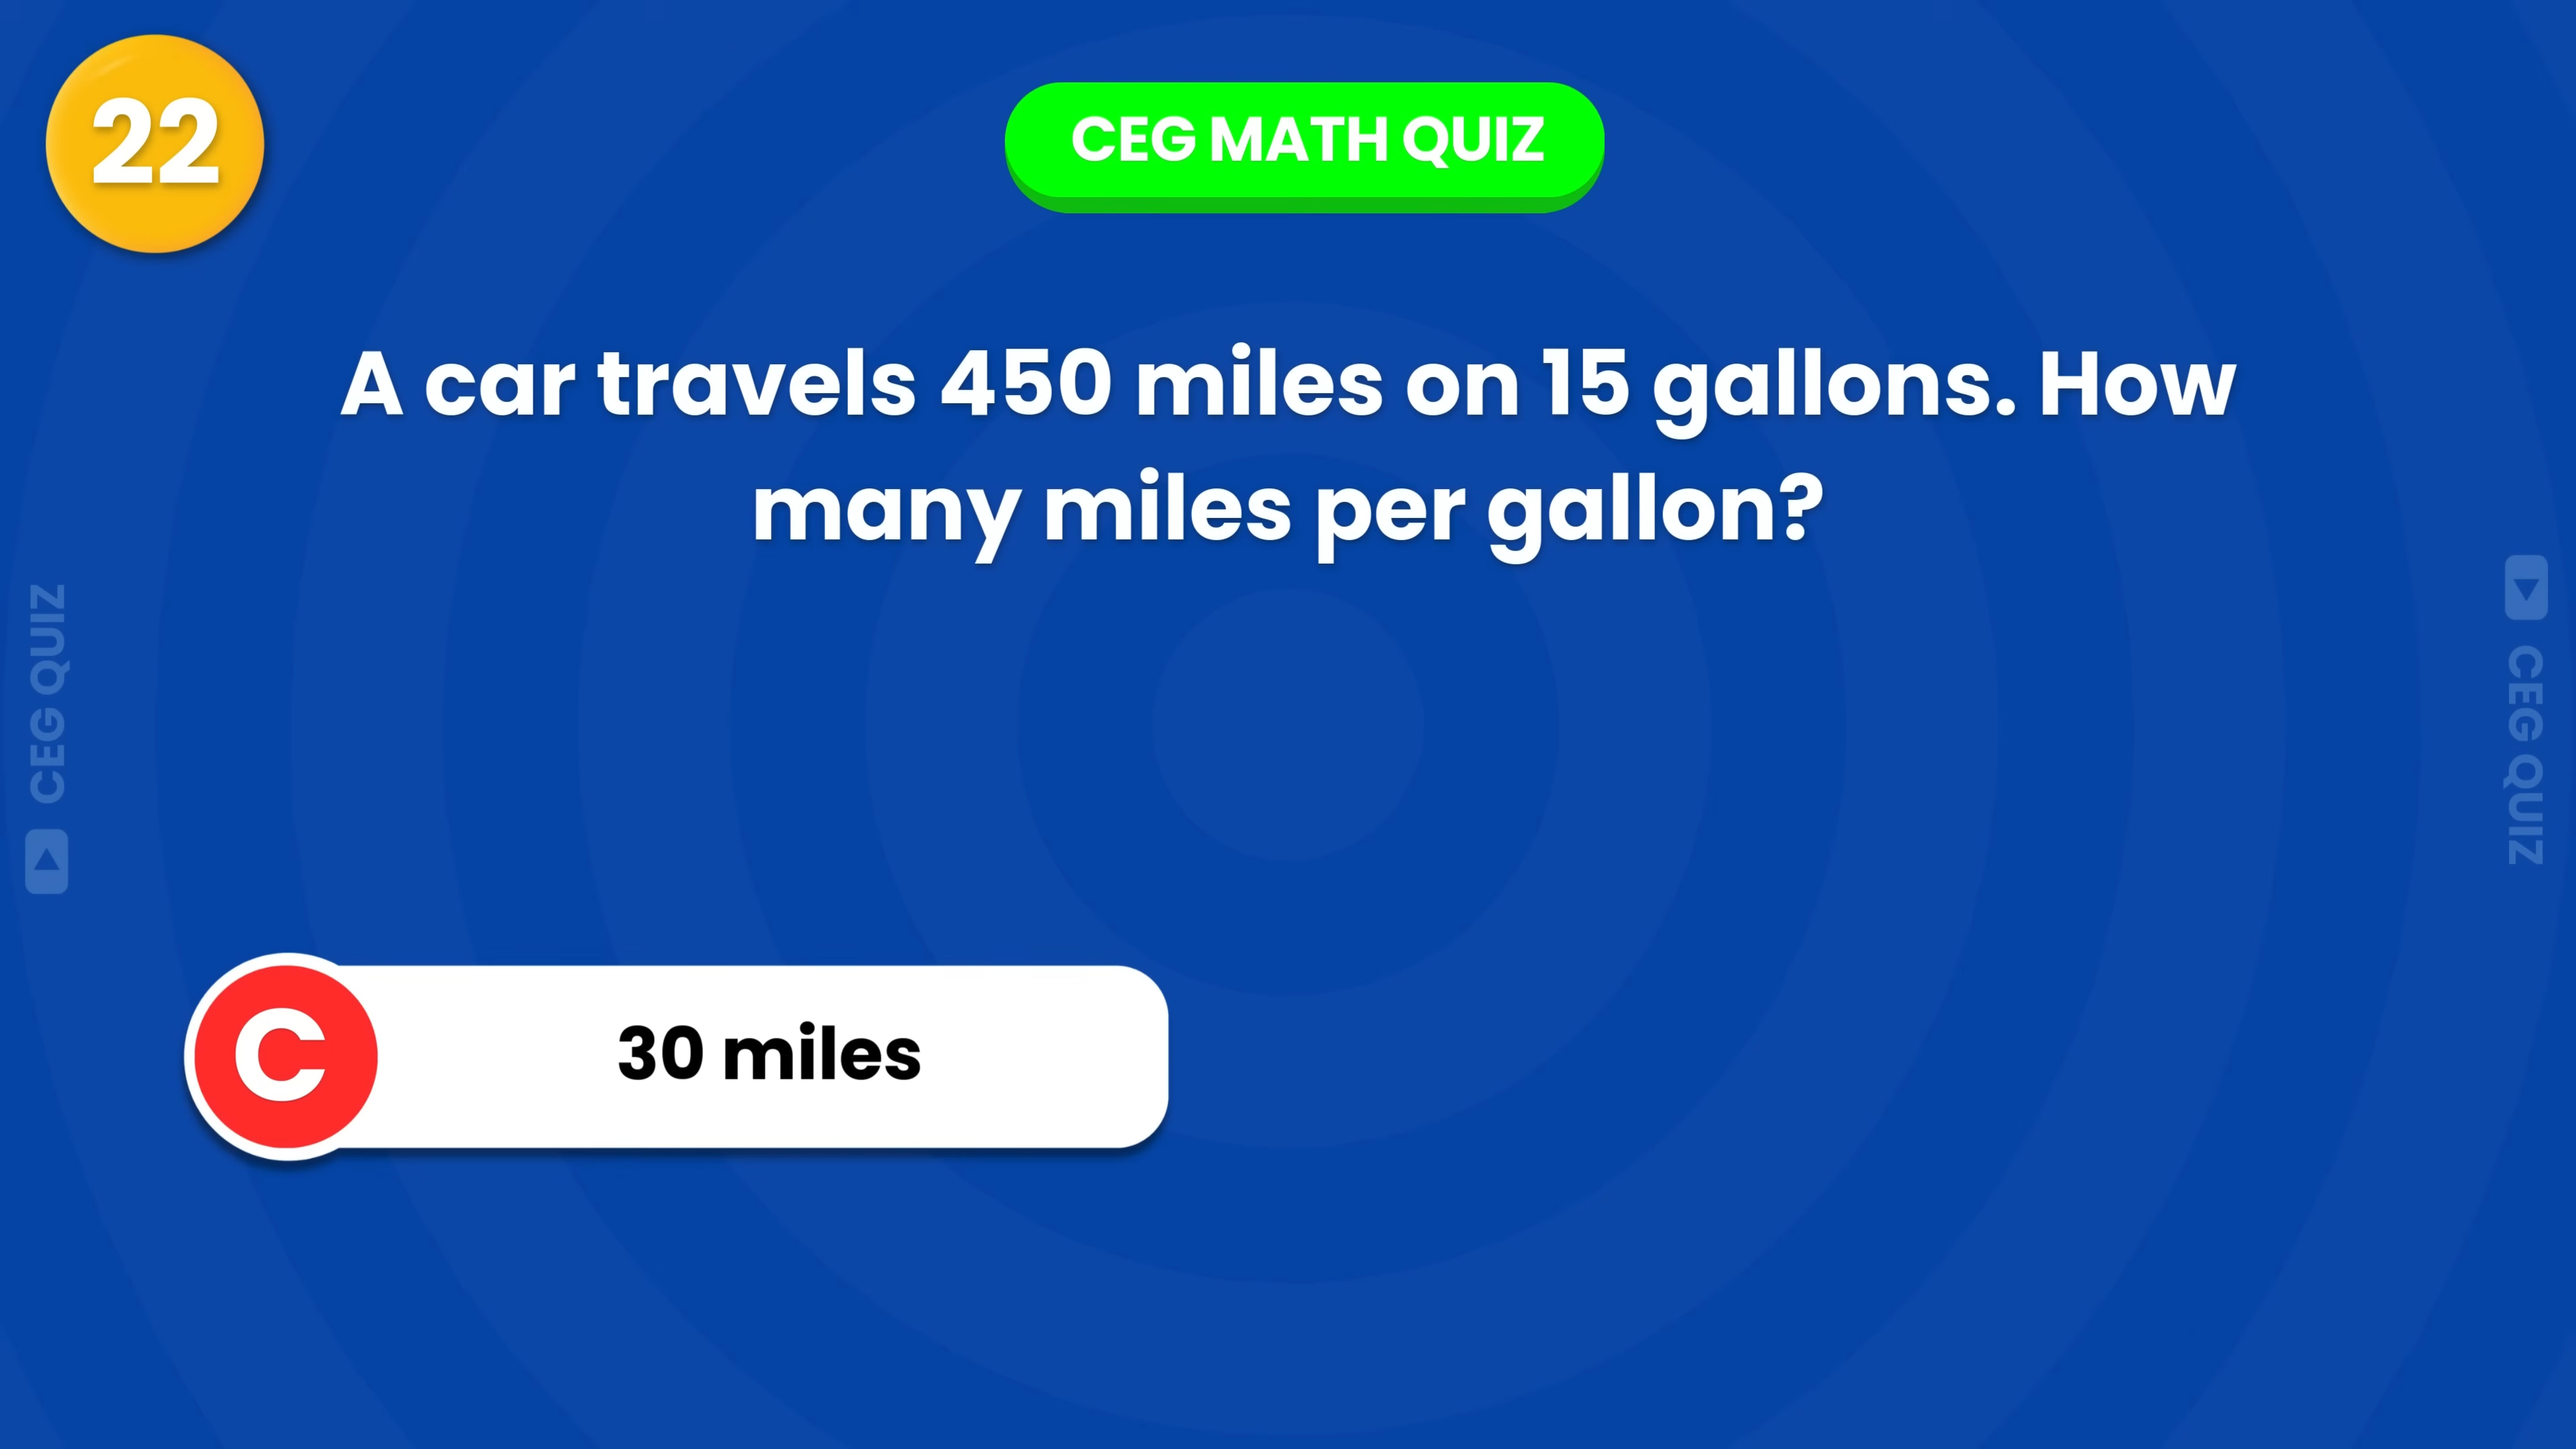 22
CEG MATH QUIZ
A car travels 450 miles on 15 gallons. How
many miles per gallon?
CEG QUIZ
CEG QUIZ
C
30 miles